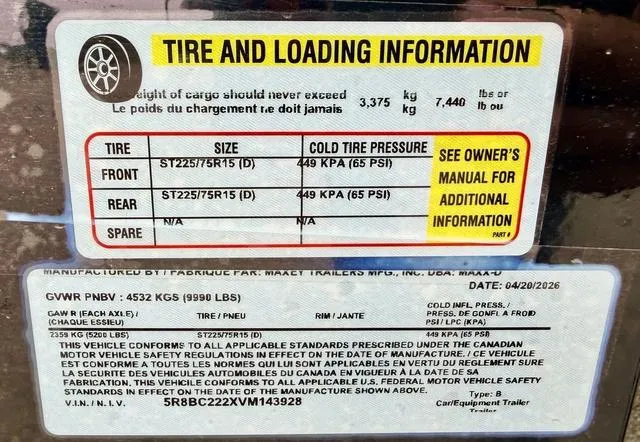 TIRE AND LOADING INFORMATION
eight of cargo should never exceed 3,375 kg 7,440 lbs or
Le poids du chargement ne doit jamais kg lb ou
TIRE SIZE COLD TIRE PRESSURE SEE OWNER'S MANUAL FOR ADDITIONAL INFORMATION
FRONT ST225/75R15 (D) 449 KPA (65 PSI)
REAR ST225/75R15 (D) 449 KPA (65 PSI)
SPARE N/A N/A
PART #
MANUFACTURED BY / FABRIQUE PAR: MAXEY TRAILERS MFG., INC. DBA: MAXX-D
DATE: 04/20/2026
GVWR PNBV : 4532 KGS (9990 LBS)
GAW R (EACH AXLE) / (CHAQUE ESSIEU) TIRE / PNEU RIM / JANTE COLD INFL. PRESS. / PRESS. DE GONFL A FROID PSI / LPC (KPA)
2359 KG (5200 LBS) ST225/75R15 (D) 449 KPA (65 PSI)
THIS VEHICLE CONFORMS TO ALL APPLICABLE STANDARDS PRESCRIBED UNDER THE CANADIAN
MOTOR VEHICLE SAFETY REGULATIONS IN EFFECT ON THE DATE OF MANUFACTURE. / CE VEHICULE
EST CONFORME A TOUTES LES NORMES QUI LUI SONT APPLICABLES EN VERTU DU REGLEMENT SURE
LA SECURITE DES VEHICULES AUTOMOBILES DU CANADA EN VIGUEUR À LA DATE DE SA
FABRICATION. THIS VEHICILE CONFORMS TO ALL APPLICABLE U.S. FEDERAL MOTOR VEHICLE SAFETY
STANDARDS IN EFFECT ON THE DATE OF THE MANUFACTURE SHOWN ABOVE. Type: B
V.I.N. / N. I. V. 5R8BC222XVM143928 Car/Equipment Trailer
Trailer